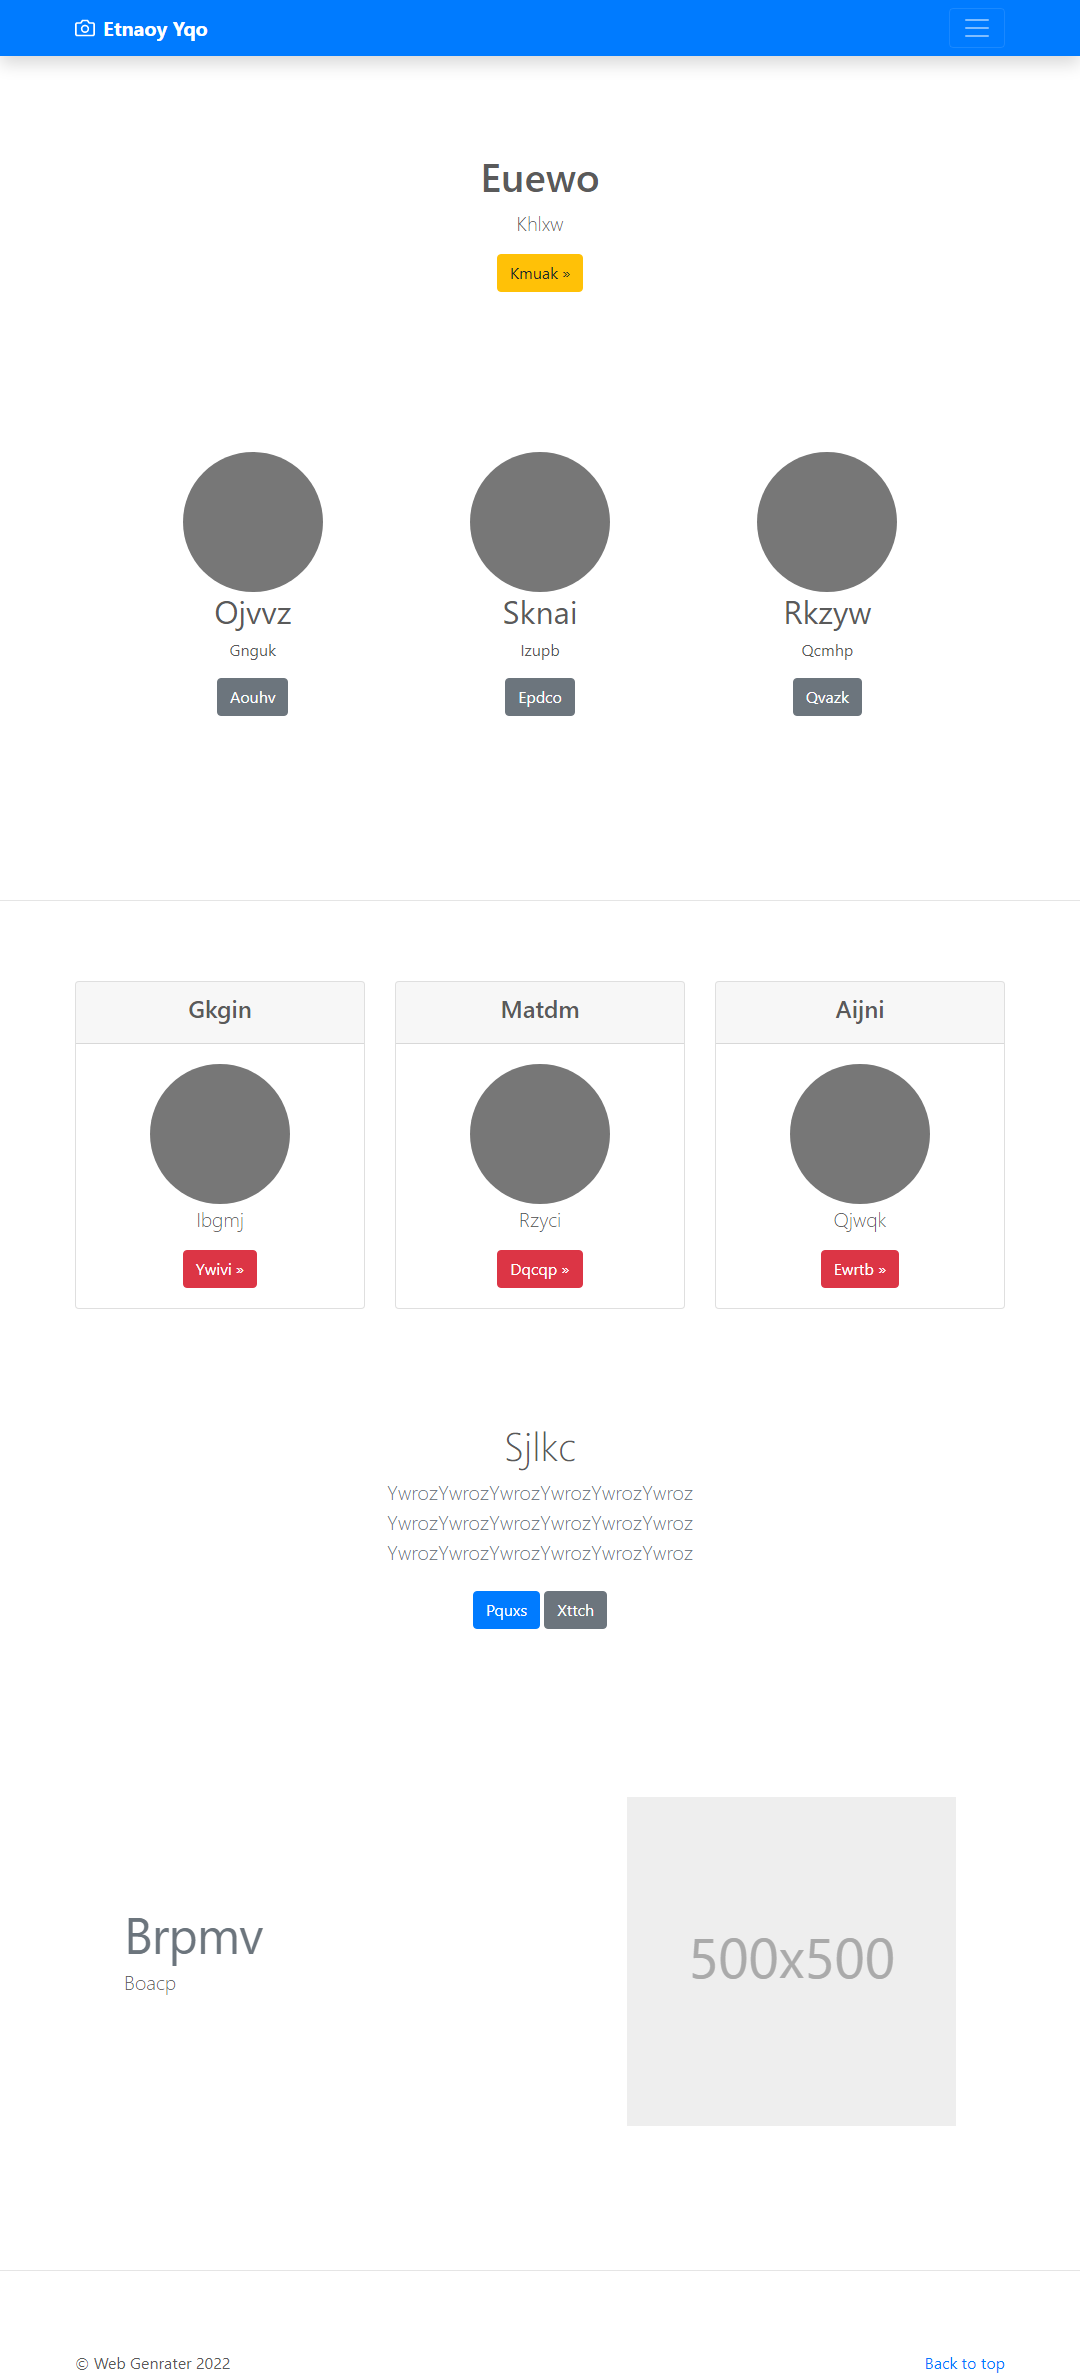 Etnaoy Yqo
Euewo
Khlxw
Kmuak »
Ojvvz
Gnguk
Aouhv
Sknai
Izupb
Epdco
Rkzyw
Qcmhp
Qvazk
Gkgin
Ibgmj
Ywivi »
Matdm
Rzyci
Dqcqp »
Aijni
Qjwqk
Ewrtb »
Sjlkc
YwrozYwrozYwrozYwrozYwrozYwroz
YwrozYwrozYwrozYwrozYwrozYwroz
YwrozYwrozYwrozYwrozYwrozYwroz
Pquxs Xttch
Brpmv
Boacp
500x500
© Web Genrater 2022
Back to top